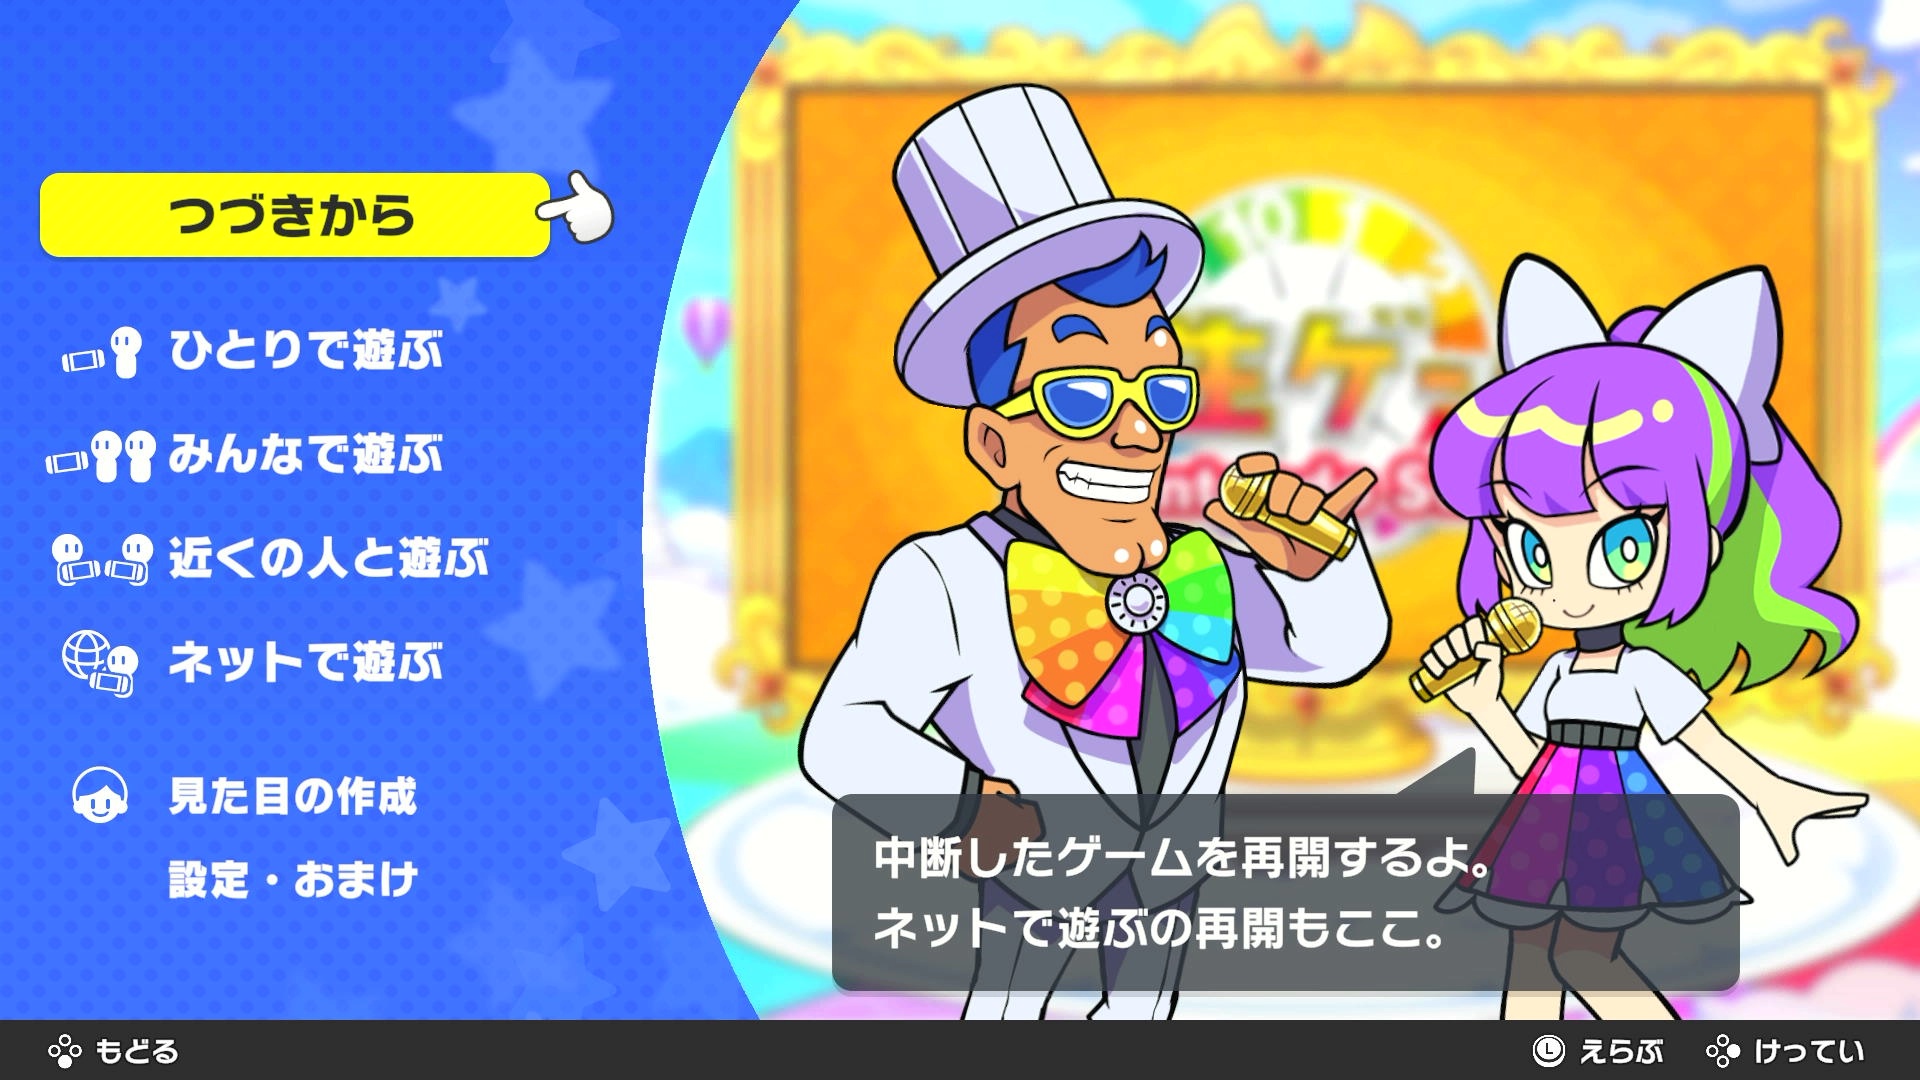 つづきから
ひとりで遊ぶ
みんなで遊ぶ
近くの人と遊ぶ
ネットで遊ぶ
見た目の作成
設定・おまけ
10
生ゲー
中断したゲームを再開するよ。
ネットで遊ぶの再開もここ。
もどる
L えらぶ
けってい